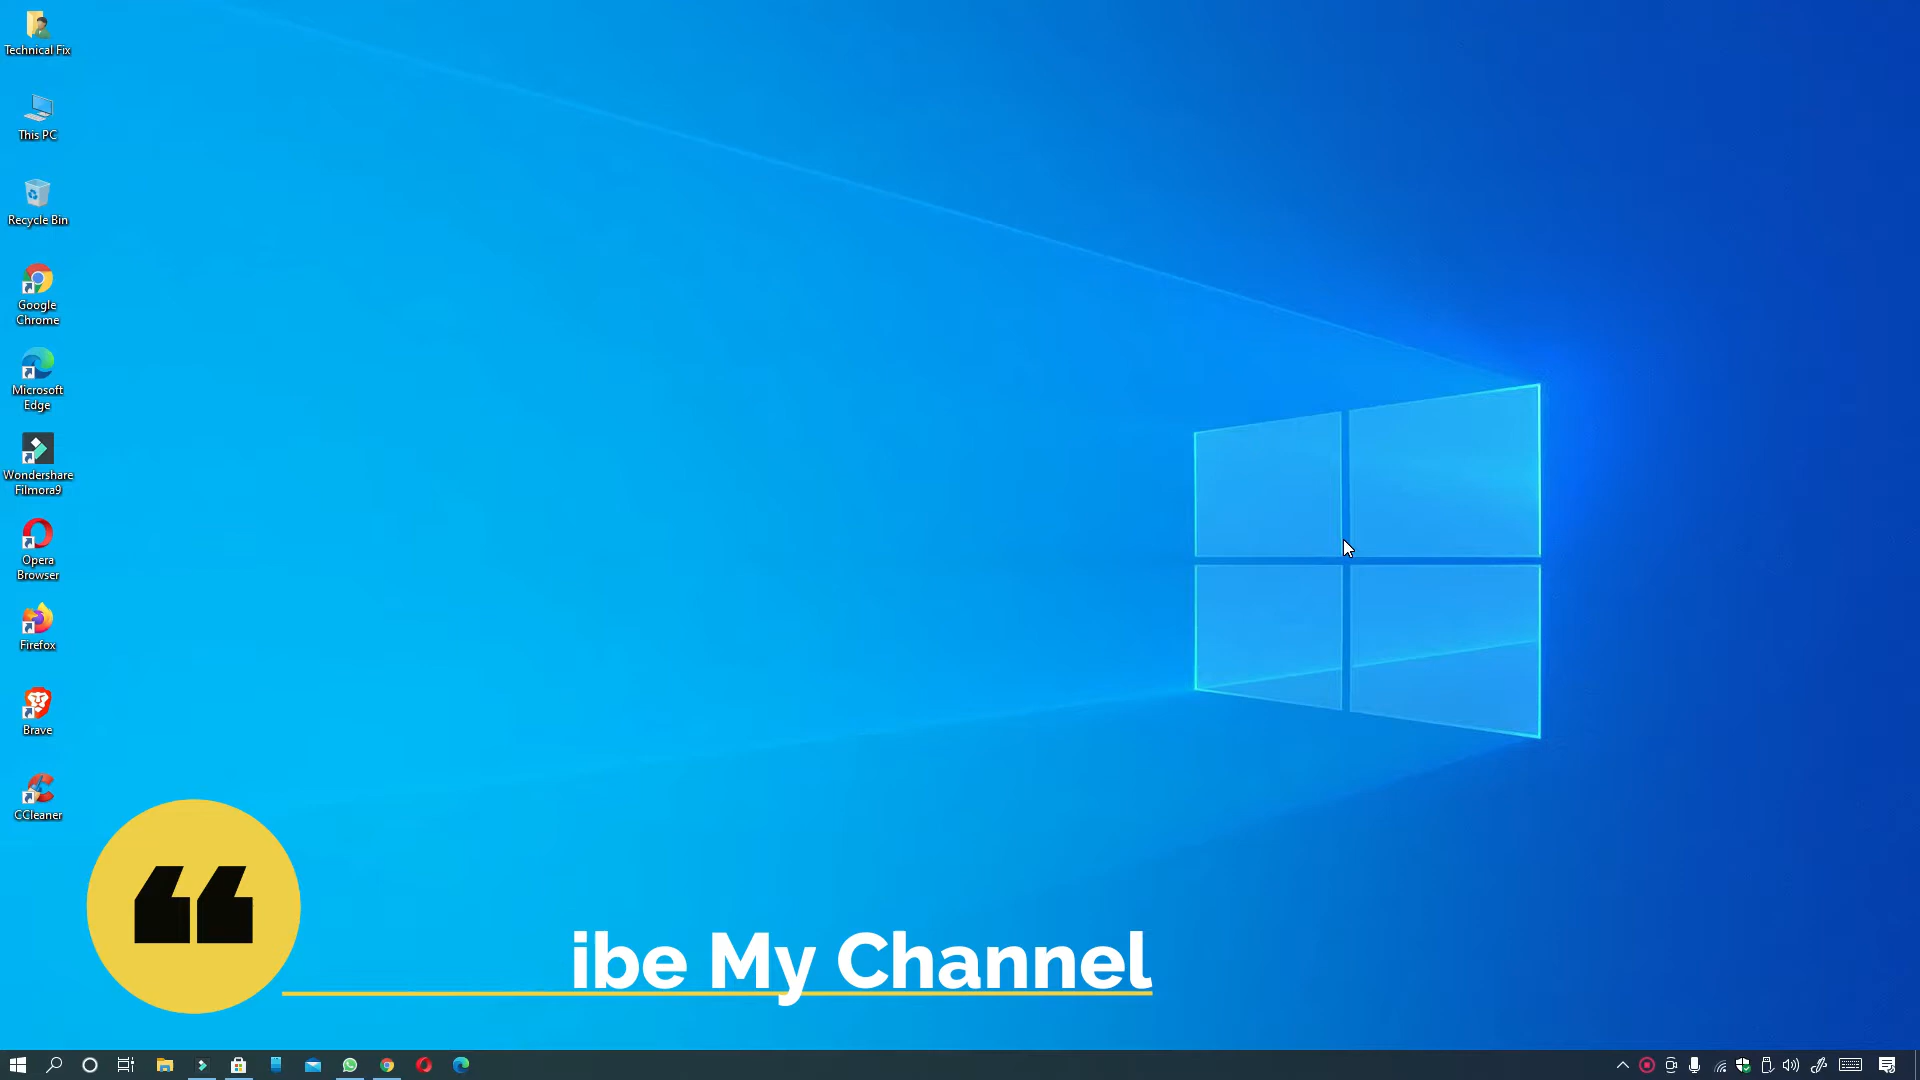 Technical Fix
This PC
Recycle Bin
Google
Chrome
Microsoft
Edge
Wondershare
Filmora9
Opera
Browser
Firefox
Brave
CCleaner
“
ibe My Channel